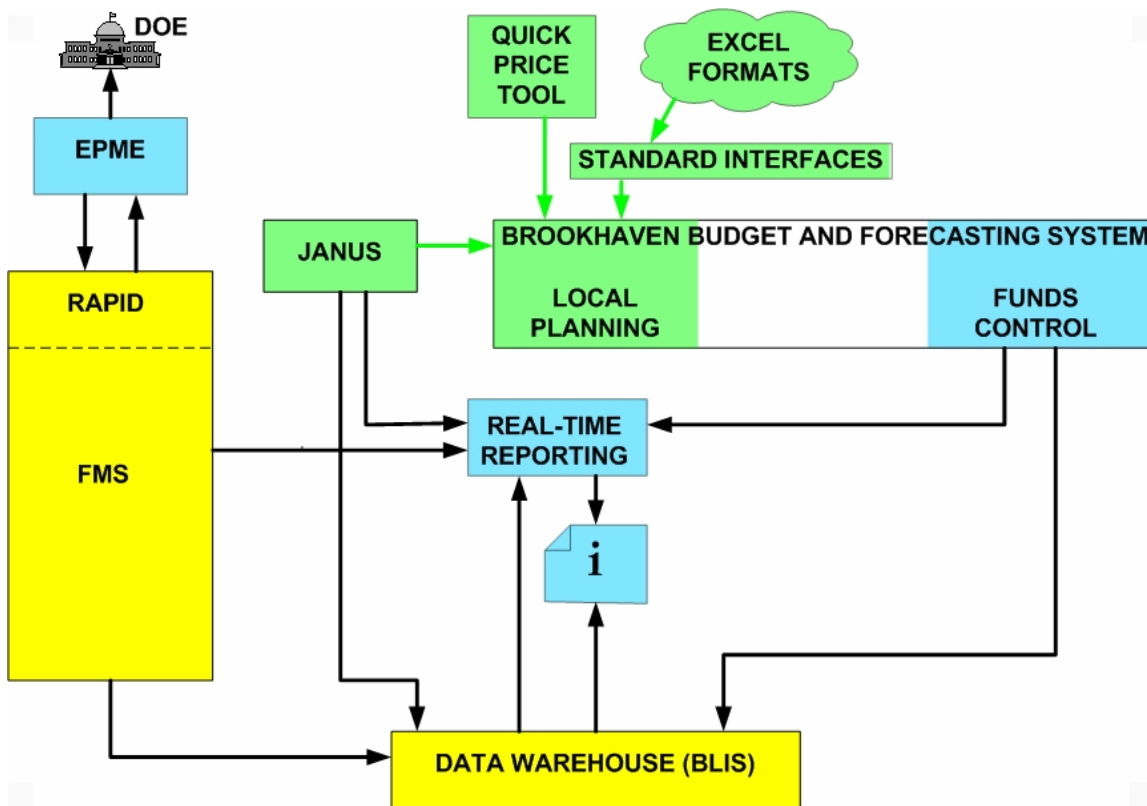 DOE
QUICK
PRICE
TOOL
EXCEL
FORMATS
EPME
STANDARD INTERFACES
JANUS
BROOKHAVEN BUDGET AND FORECASTING SYSTEM
LOCAL
PLANNING
FUNDS
CONTROL
RAPID
REAL-TIME
REPORTING
FMS
i
DATA WAREHOUSE (BLIS)